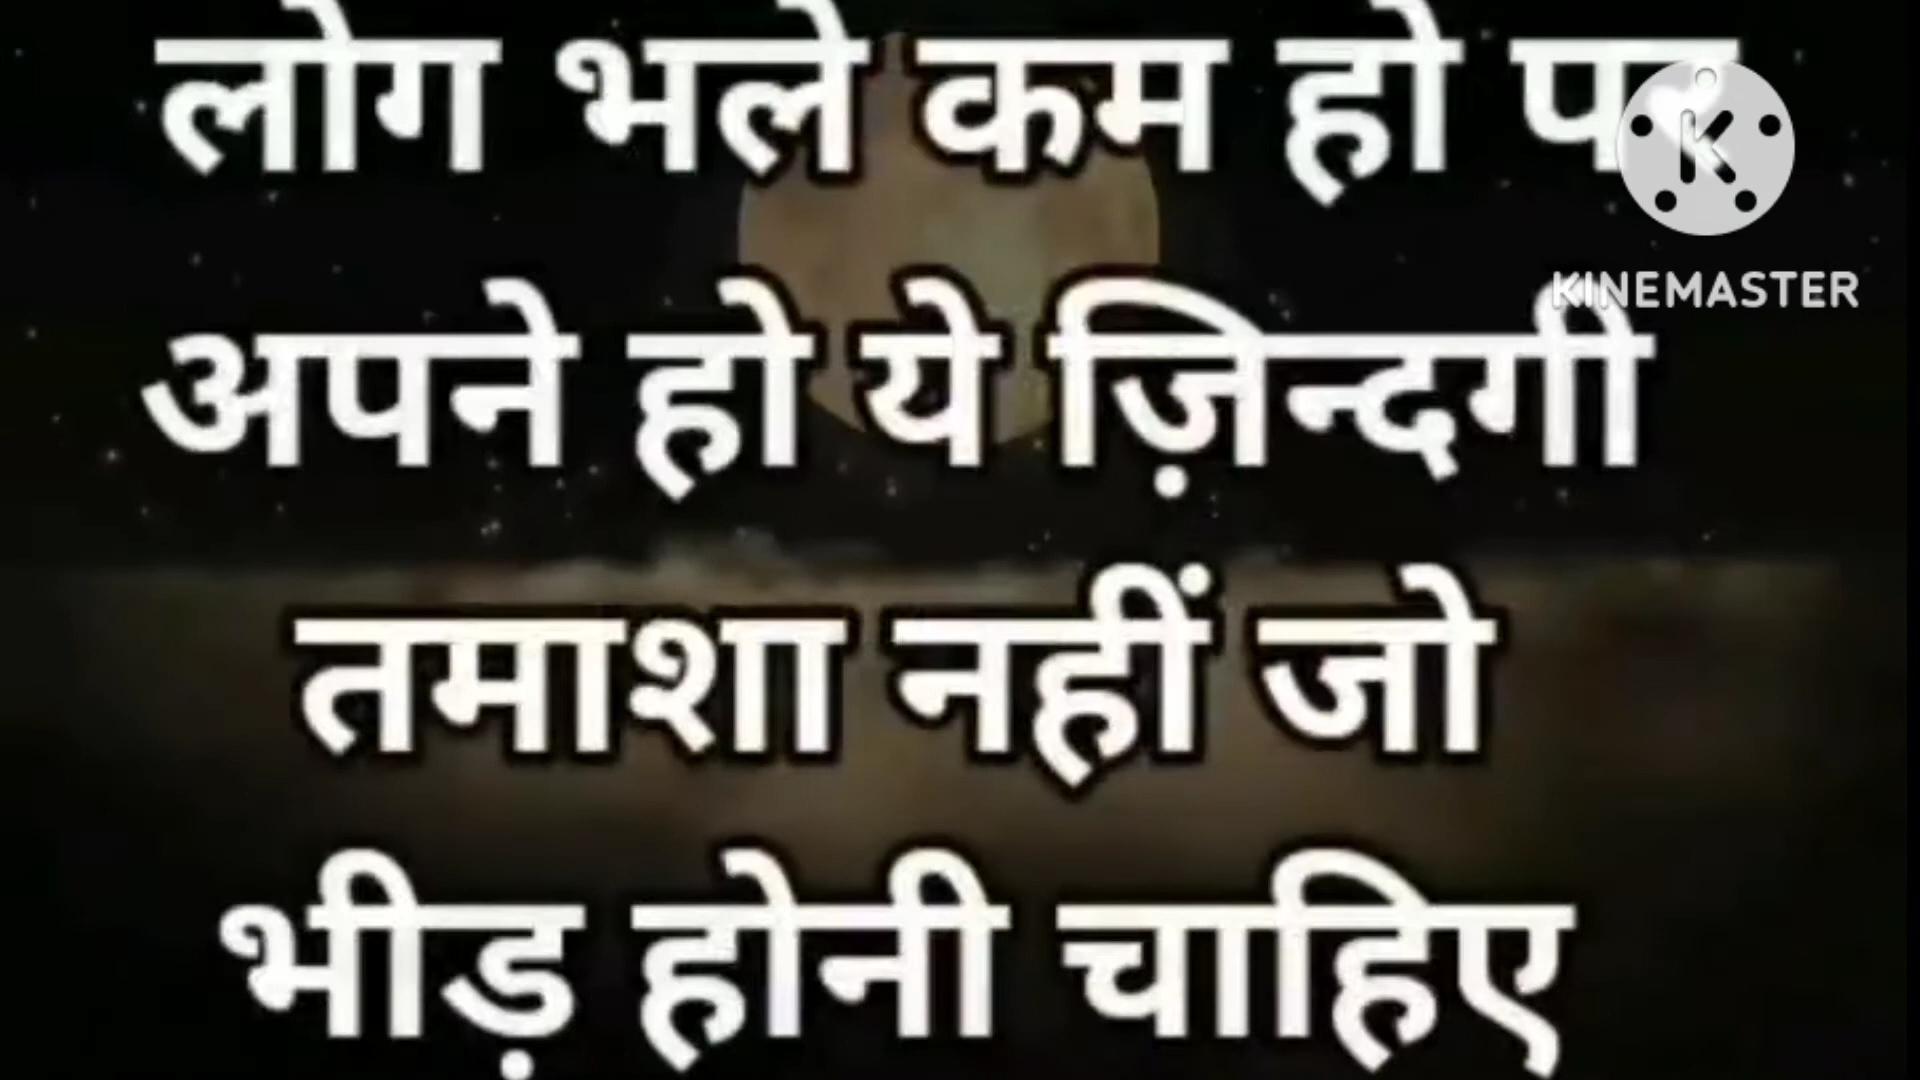 लोग भले कम हो पर
अपने हो ये ज़िन्दगी
तमाशा नहीं जो
भीड़ होनी चाहिए
KINEMASTER